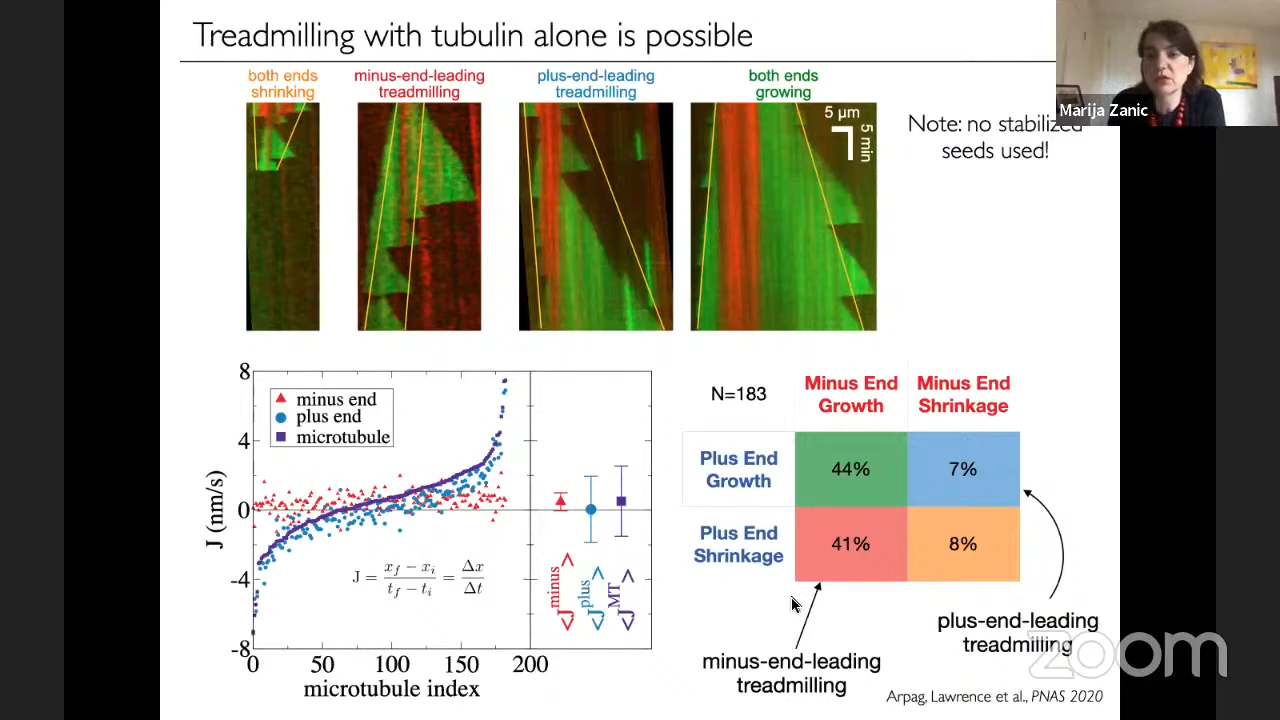 Treadmilling with tubulin alone is possible
both ends
shrinking
minus-end-leading
treadmilling
plus-end-leading
treadmilling
both ends
growing
5 μm
5 min
Note: no stabilized
seeds used!
Marija Zanic
8
4
0
-4
-8
J (nm/s)
minus end
plus end
microtubule
J = x_f − x_i / t_f − t_i = Δx / Δt
<J^minus>
<J^plus>
<J^MT>
0 50 100 150 200
microtubule index
N=183
Minus End
Growth
Minus End
Shrinkage
Plus End
Growth
44%
7%
Plus End
Shrinkage
41%
8%
minus-end-leading
treadmilling
plus-end-leading
treadmilling
zoom
Arpag, Lawrence et al., PNAS 2020